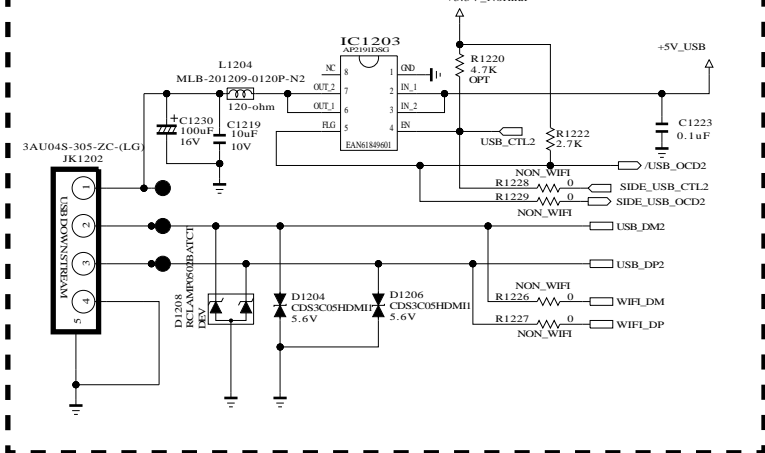 IC1203
AP2191DSG
+5V_USB
L1204
MLB-201209-0120P-N2
120-ohm
NC 8 1 GND
OUT_2 7 2 IN_1
OUT_1 6 3 IN_2
FLG 5 4 EN
EAN61849601
R1220
4.7K
OPT
C1230
100uF
16V
C1219
10uF
10V
USB_CTL2
R1222
2.7K
C1223
0.1uF
3AU04S-305-ZC-(LG)
JK1202
/USB_OCD2
NON_WIFI
R1228 0 SIDE_USB_CTL2
R1229 0 SIDE_USB_OCD2
NON_WIFI
USB DOWN STREAM
1
2
3
4
5
USB_DM2
USB_DP2
D1208
RCLAMP0502BATCT
DEV
D1204
CDS3C05HDMI1
5.6V
D1206
CDS3C05HDMI1
5.6V
NON_WIFI
R1226 0 WIFI_DM
R1227 0 WIFI_DP
NON_WIFI